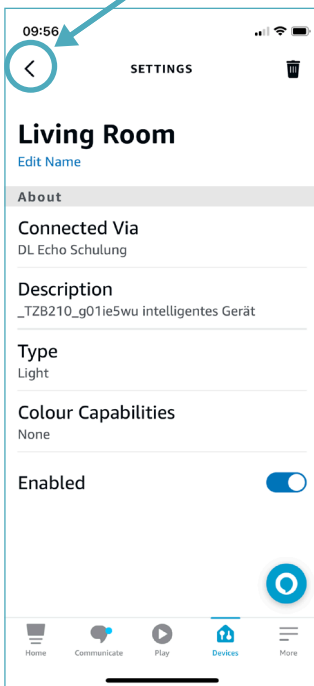 09:56
SETTINGS
Living Room
Edit Name
About
Connected Via
DL Echo Schulung
Description
_TZB210_g01ie5wu intelligentes Gerät
Type
Light
Colour Capabilities
None
Enabled
Home Communicate Play Devices More